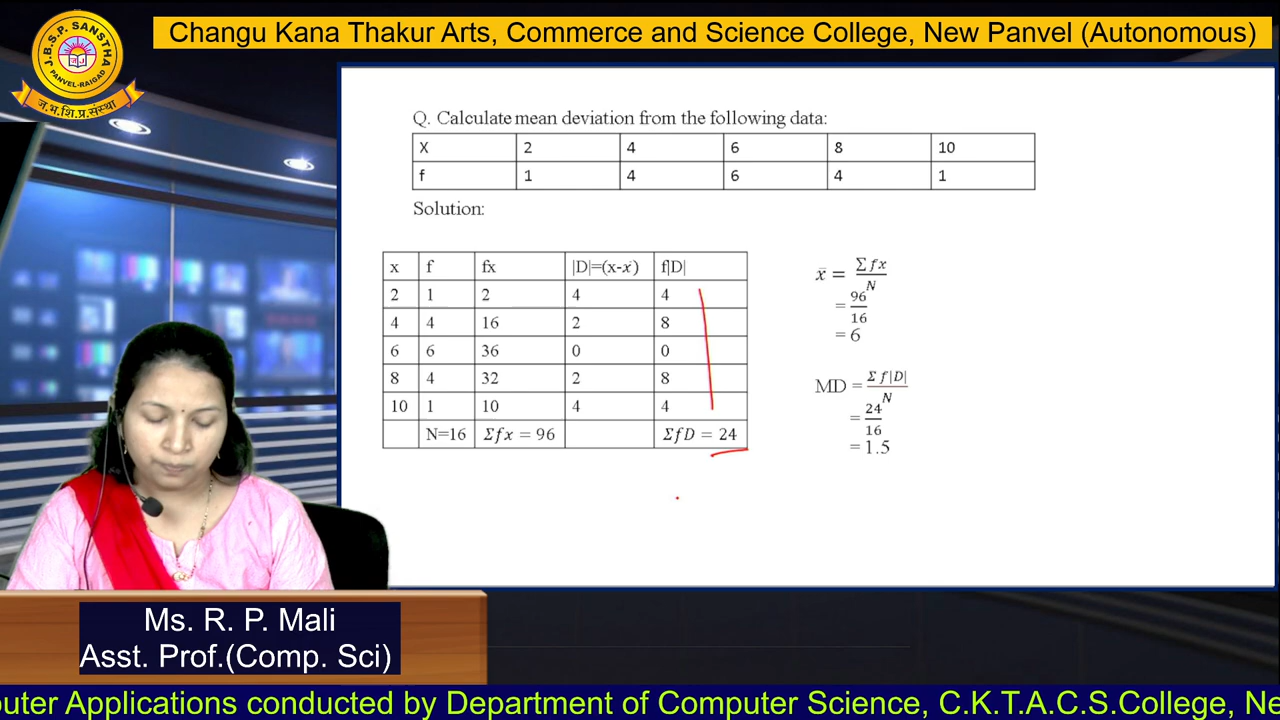 Changu Kana Thakur Arts, Commerce and Science College, New Panvel (Autonomous)
J.B.S.P. SANSTHA
PANVEL-RAIGAD
ज.भ.शि.प्र.संस्था
Q. Calculate mean deviation from the following data:
X 2 4 6 8 10
f 1 4 6 4 1
Solution:
x f fx |D|=(x-x̄) f|D|
2 1 2 4 4
4 4 16 2 8
6 6 36 0 0
8 4 32 2 8
10 1 10 4 4
N=16 Σfx = 96 ΣfD = 24
x̄ = Σfx/N
= 96/16
= 6
MD = Σf|D|/N
= 24/16
= 1.5
Ms. R. P. Mali
Asst. Prof.(Comp. Sci)
puter Applications conducted by Department of Computer Science, C.K.T.A.C.S.College, Ne